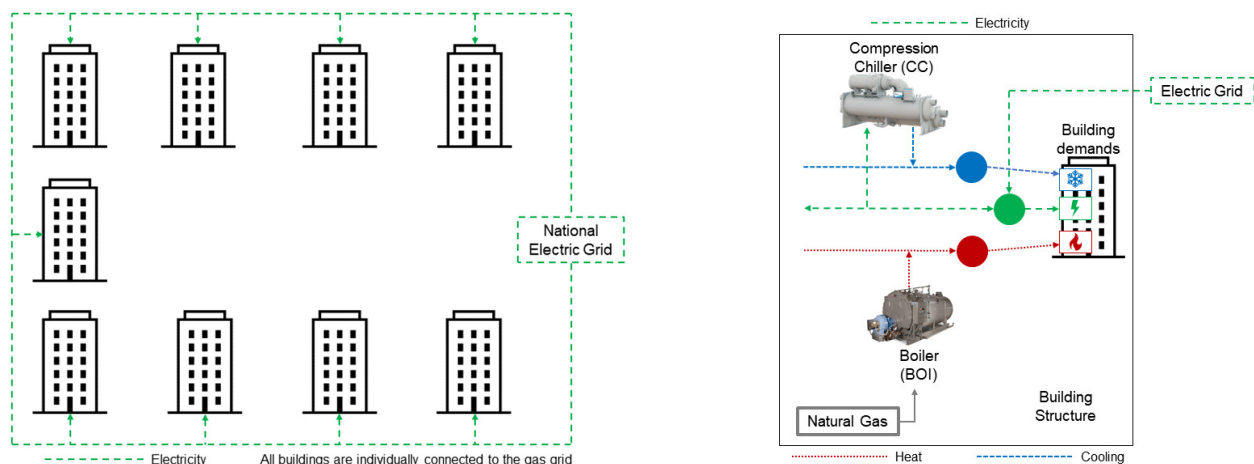 National
Electric Grid
Electricity
All buildings are individually connected to the gas grid
Electricity
Compression
Chiller (CC)
Electric Grid
Building
demands
Boiler
(BOI)
Natural Gas
Building
Structure
Heat
Cooling